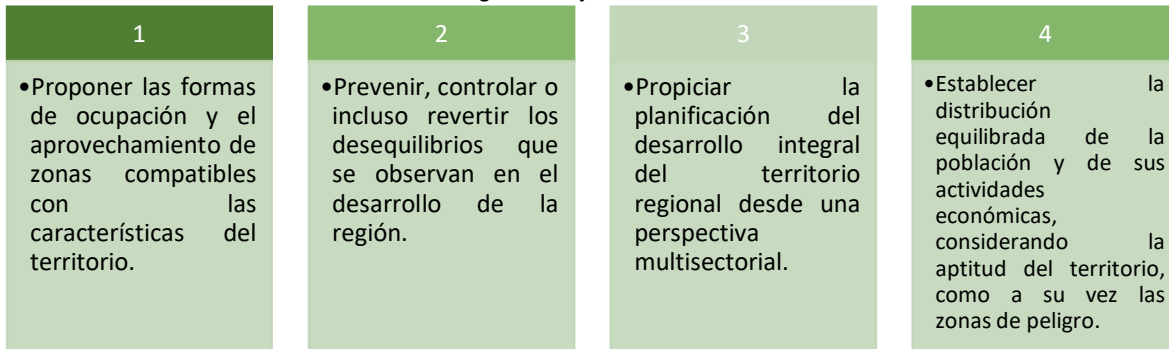 1
•Proponer las formas
de ocupación y el
aprovechamiento de
zonas compatibles
con las
características del
territorio.
2
•Prevenir, controlar o
incluso revertir los
desequilibrios que
se observan en el
desarrollo de la
región.
3
•Propiciar la
planificación del
desarrollo integral
del territorio
regional desde una
perspectiva
multisectorial.
4
•Establecer la
distribución
equilibrada de la
población y de sus
actividades
económicas,
considerando la
aptitud del territorio,
como a su vez las
zonas de peligro.